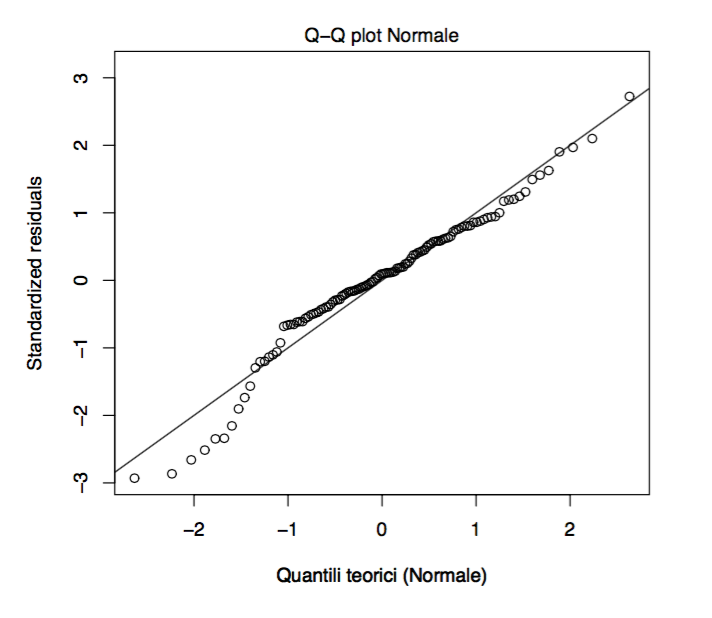 Q−Q plot Normale
Standardized residuals
3
2
1
0
−1
−2
−3
−2 −1 0 1 2
Quantili teorici (Normale)